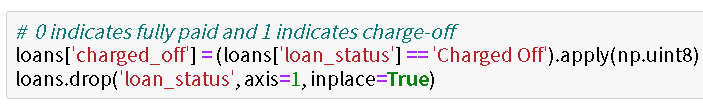 # 0 indicates fully paid and 1 indicates charge-off
loans['charged_off'] = (loans['loan_status'] == 'Charged Off').apply(np.uint8)
loans.drop('loan_status', axis=1, inplace=True)